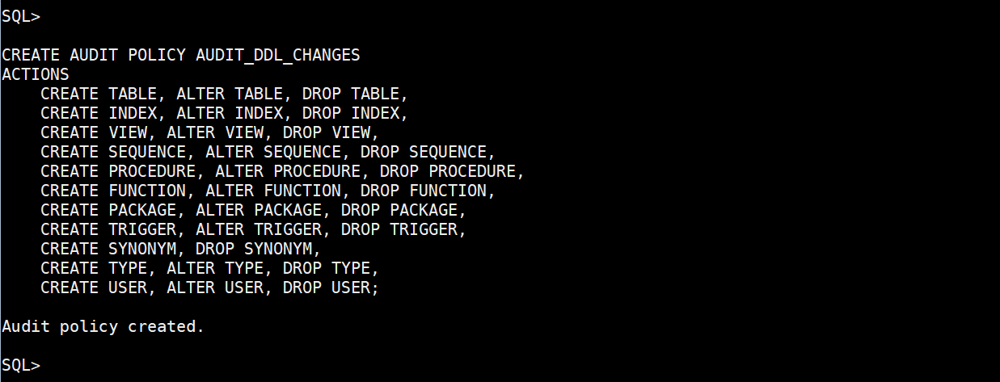 SQL>
CREATE AUDIT POLICY AUDIT_DDL_CHANGES
ACTIONS
    CREATE TABLE, ALTER TABLE, DROP TABLE,
    CREATE INDEX, ALTER INDEX, DROP INDEX,
    CREATE VIEW, ALTER VIEW, DROP VIEW,
    CREATE SEQUENCE, ALTER SEQUENCE, DROP SEQUENCE,
    CREATE PROCEDURE, ALTER PROCEDURE, DROP PROCEDURE,
    CREATE FUNCTION, ALTER FUNCTION, DROP FUNCTION,
    CREATE PACKAGE, ALTER PACKAGE, DROP PACKAGE,
    CREATE TRIGGER, ALTER TRIGGER, DROP TRIGGER,
    CREATE SYNONYM, DROP SYNONYM,
    CREATE TYPE, ALTER TYPE, DROP TYPE,
    CREATE USER, ALTER USER, DROP USER;
Audit policy created.
SQL>